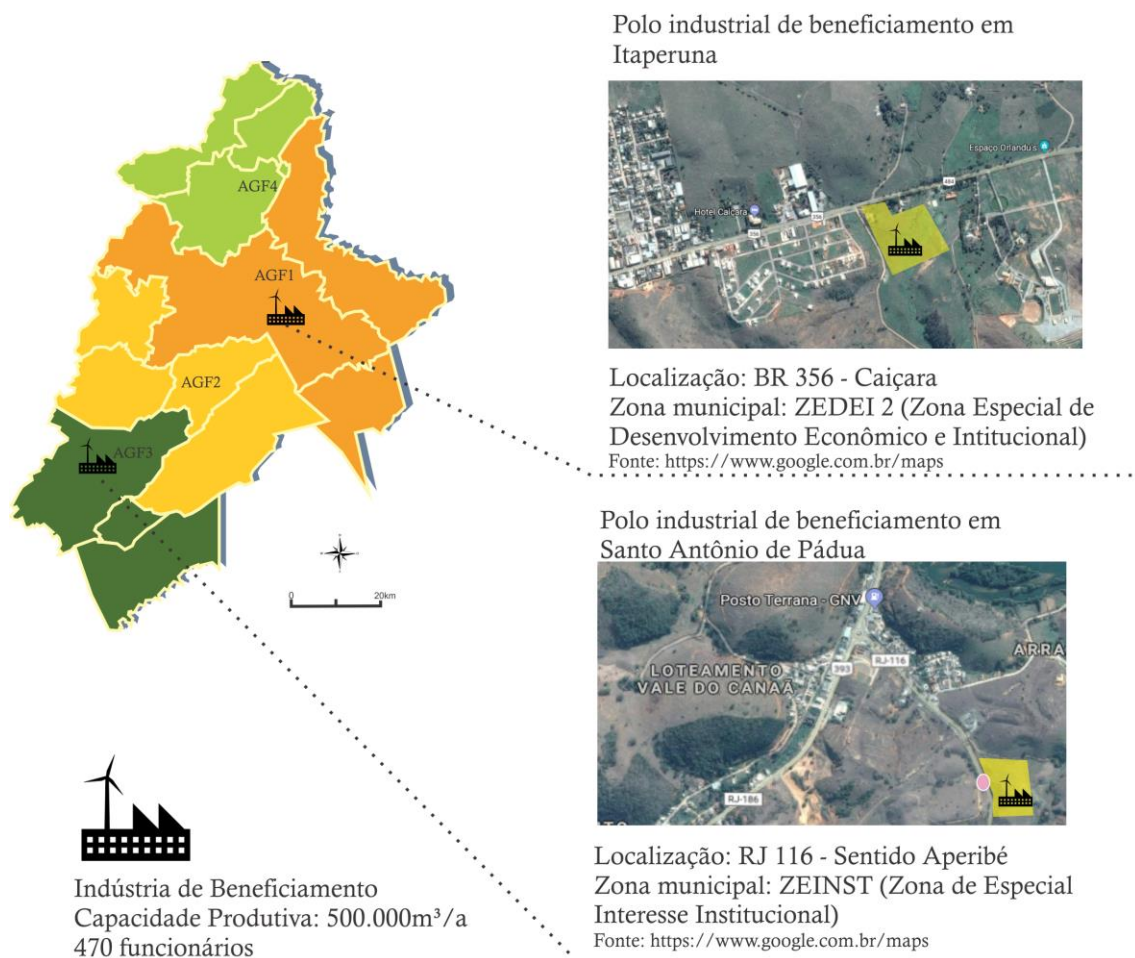 Polo industrial de beneficiamento em
Itaperuna
AGF4
AGF1
AGF2
AGF3
Espaço Orlandus
484
Hotel Caiçara
356
356
Localização: BR 356 - Caiçara
Zona municipal: ZEDEI 2 (Zona Especial de
Desenvolvimento Econômico e Intitucional)
Fonte: https://www.google.com.br/maps
0 20km
Polo industrial de beneficiamento em
Santo Antônio de Pádua
Posto Terrana - GNV
393
RJ-116
ARRA
LOTEAMENTO
VALE DO CANAÃ
RJ-186
Localização: RJ 116 - Sentido Aperibé
Zona municipal: ZEINST (Zona de Especial
Interesse Institucional)
Fonte: https://www.google.com.br/maps
Indústria de Beneficiamento
Capacidade Produtiva: 500.000m³/a
470 funcionários